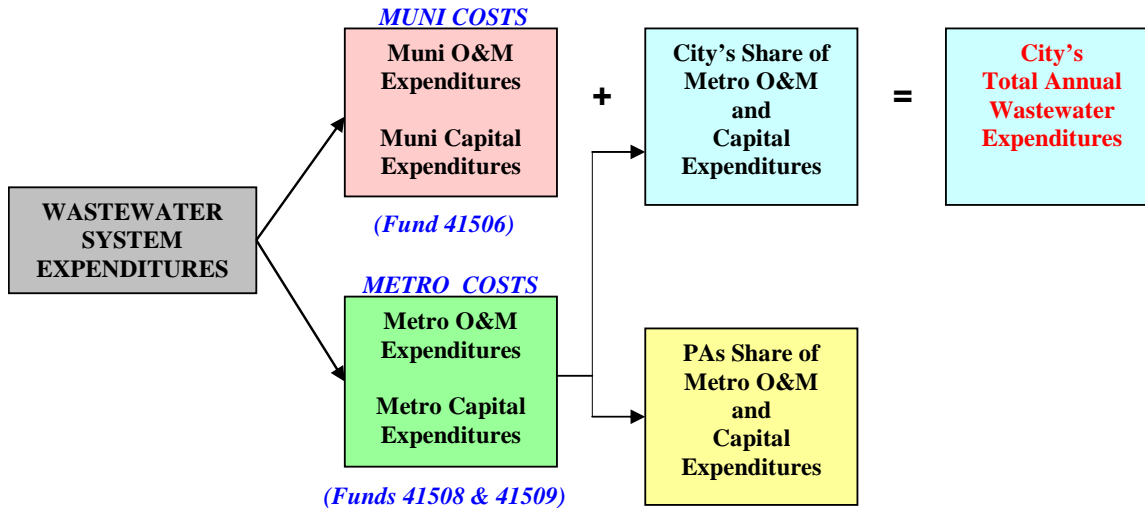 MUNI COSTS
Muni O&M
Expenditures
Muni Capital
Expenditures
(Fund 41506)
+
City’s Share of
Metro O&M
and
Capital
Expenditures
=
City’s
Total Annual
Wastewater
Expenditures
WASTEWATER
SYSTEM
EXPENDITURES
METRO COSTS
Metro O&M
Expenditures
Metro Capital
Expenditures
(Funds 41508 & 41509)
PAs Share of
Metro O&M
and
Capital
Expenditures